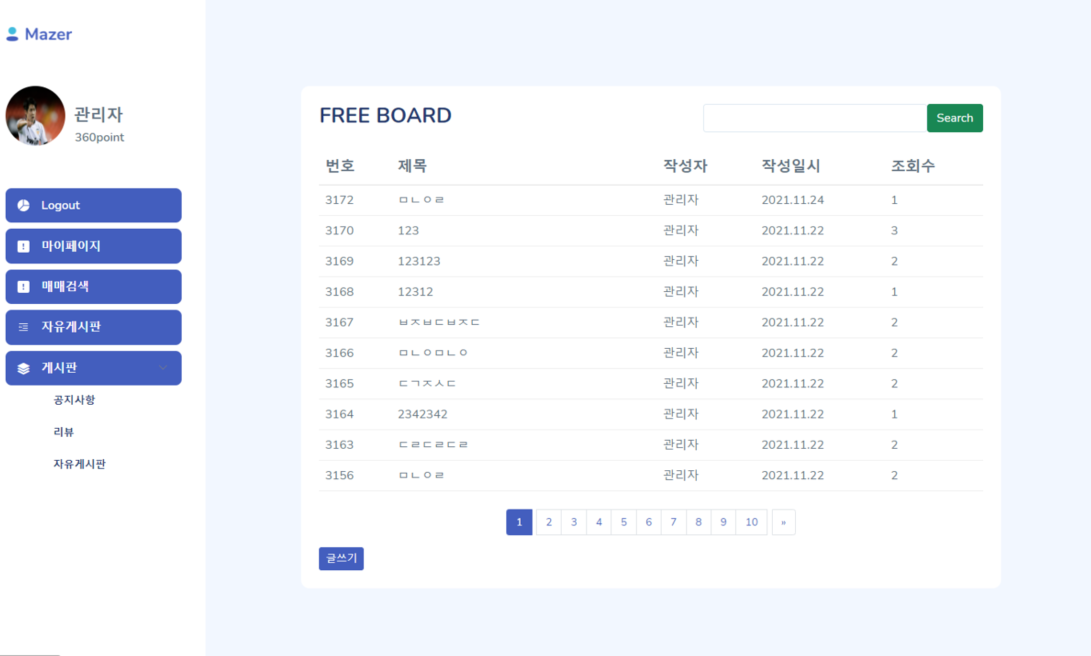 Mazer
관리자
360point
Logout
마이페이지
매매검색
자유게시판
게시판
공지사항
리뷰
자유게시판
FREE BOARD
Search
번호 제목 작성자 작성일시 조회수
3172 ㅁㄴㅇㄹ 관리자 2021.11.24 1
3170 123 관리자 2021.11.22 3
3169 123123 관리자 2021.11.22 2
3168 12312 관리자 2021.11.22 1
3167 ㅂㅈㅂㄷㅂㅈㄷ 관리자 2021.11.22 2
3166 ㅁㄴㅇㅁㄴㅇ 관리자 2021.11.22 2
3165 ㄷㄱㅈㅅㄷ 관리자 2021.11.22 2
3164 2342342 관리자 2021.11.22 1
3163 ㄷㄹㄷㄹㄷㄹ 관리자 2021.11.22 2
3156 ㅁㄴㅇㄹ 관리자 2021.11.22 2
1 2 3 4 5 6 7 8 9 10 »
글쓰기